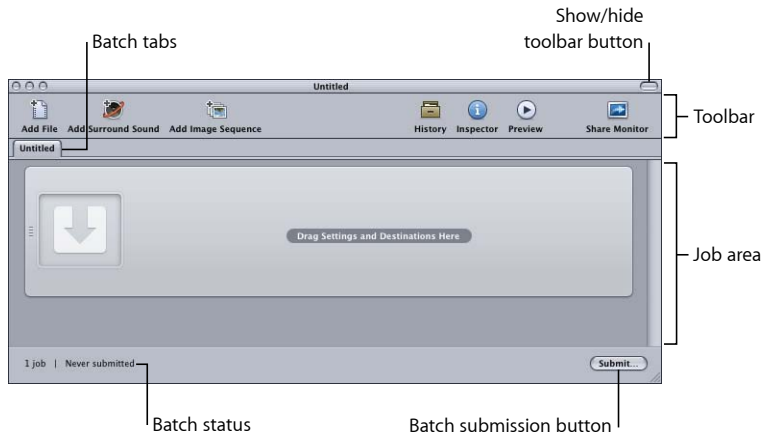 Show/hide
toolbar button
Batch tabs
Untitled
Add File Add Surround Sound Add Image Sequence History Inspector Preview Share Monitor
Toolbar
Untitled
Drag Settings and Destinations Here
Job area
1 job | Never submitted
Submit...
Batch status
Batch submission button